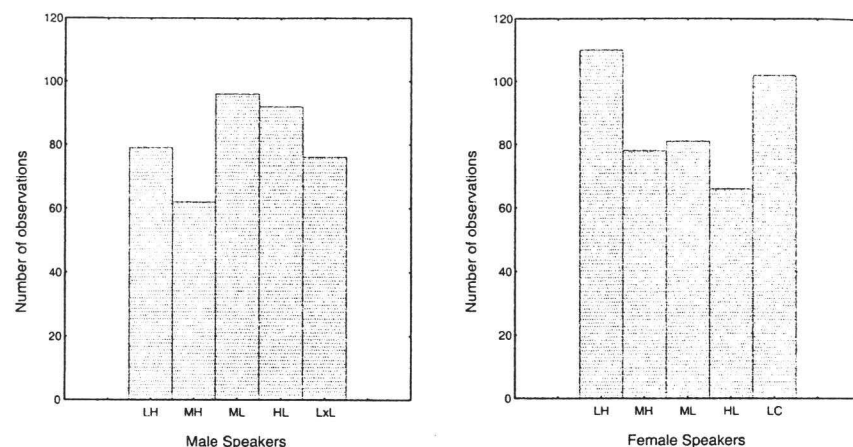 Number of observations
120
100
80
60
40
20
0
LH MH ML HL LxL
Male Speakers
Number of observations
120
100
80
60
40
20
0
LH MH ML HL LC
Female Speakers